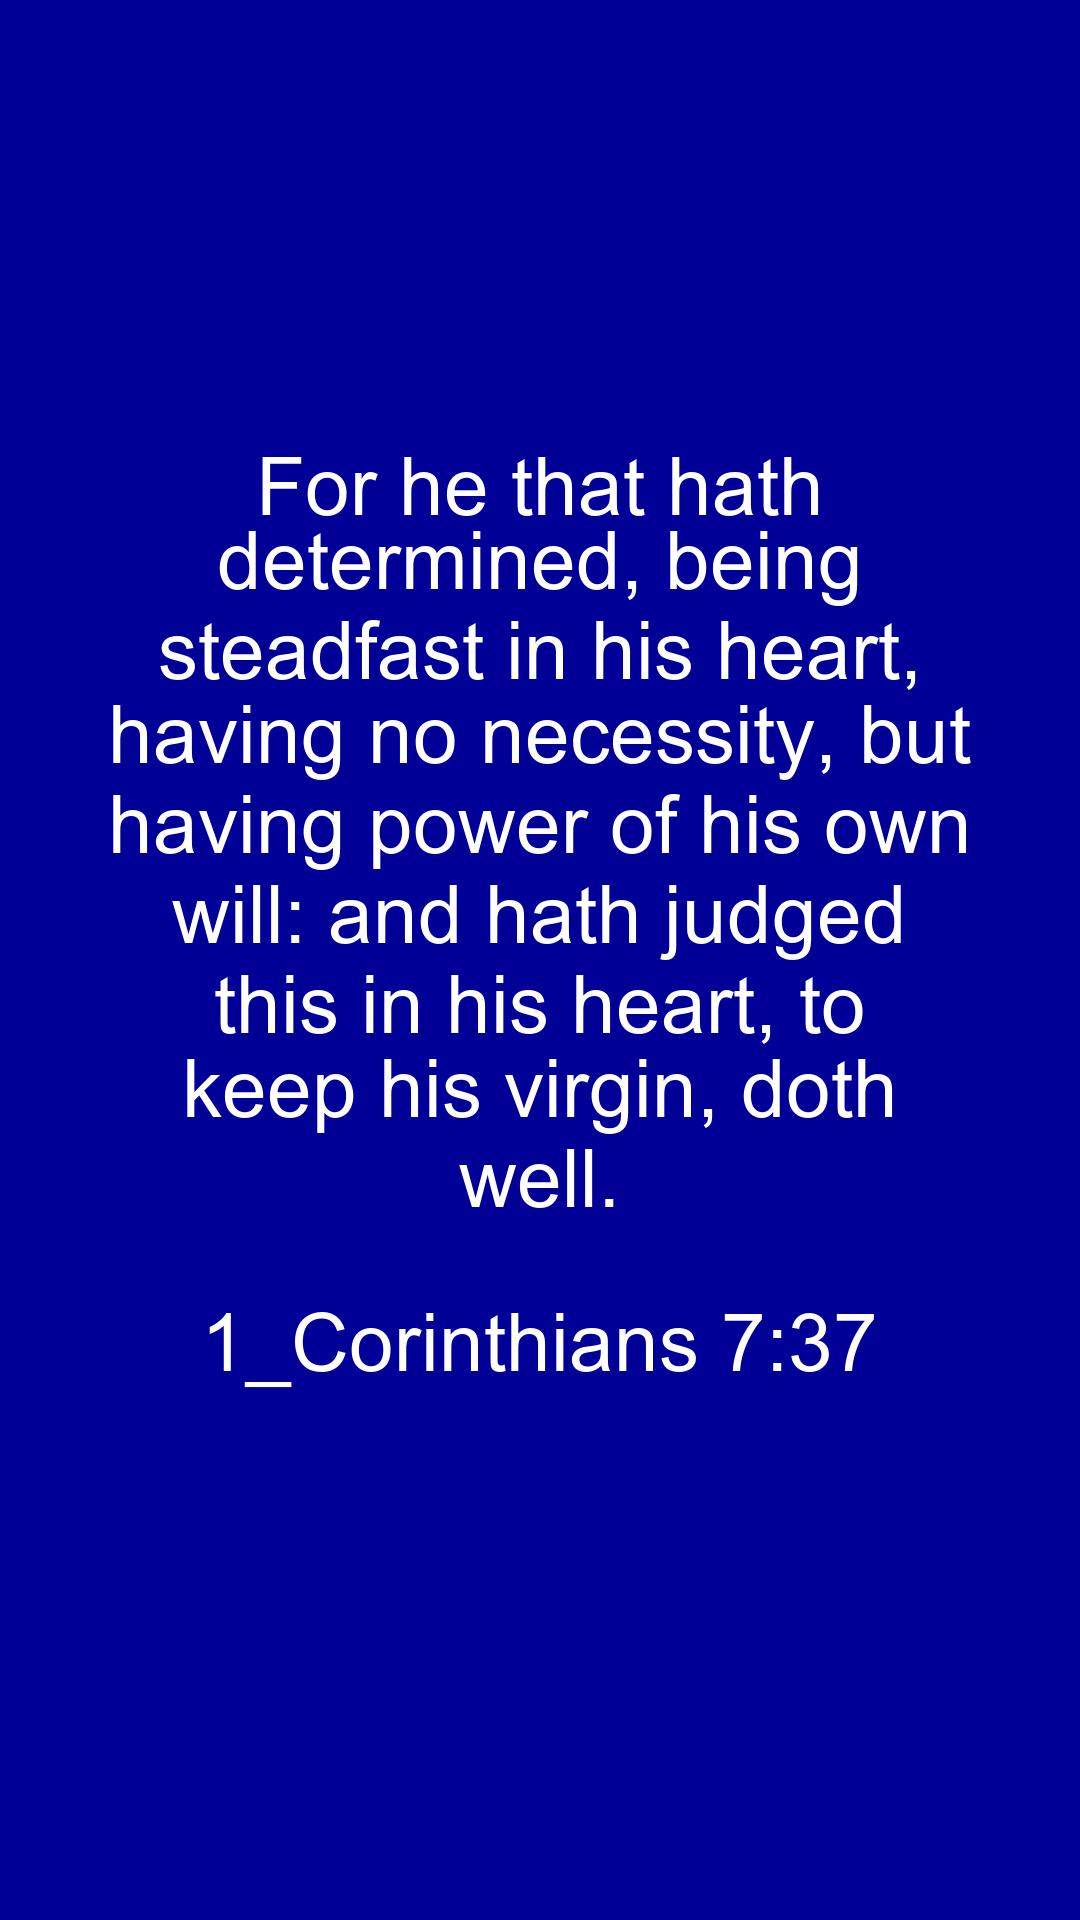 For he that hath
determined, being
steadfast in his heart,
having no necessity, but
having power of his own
will: and hath judged
this in his heart, to
keep his virgin, doth
well.
1_Corinthians 7:37